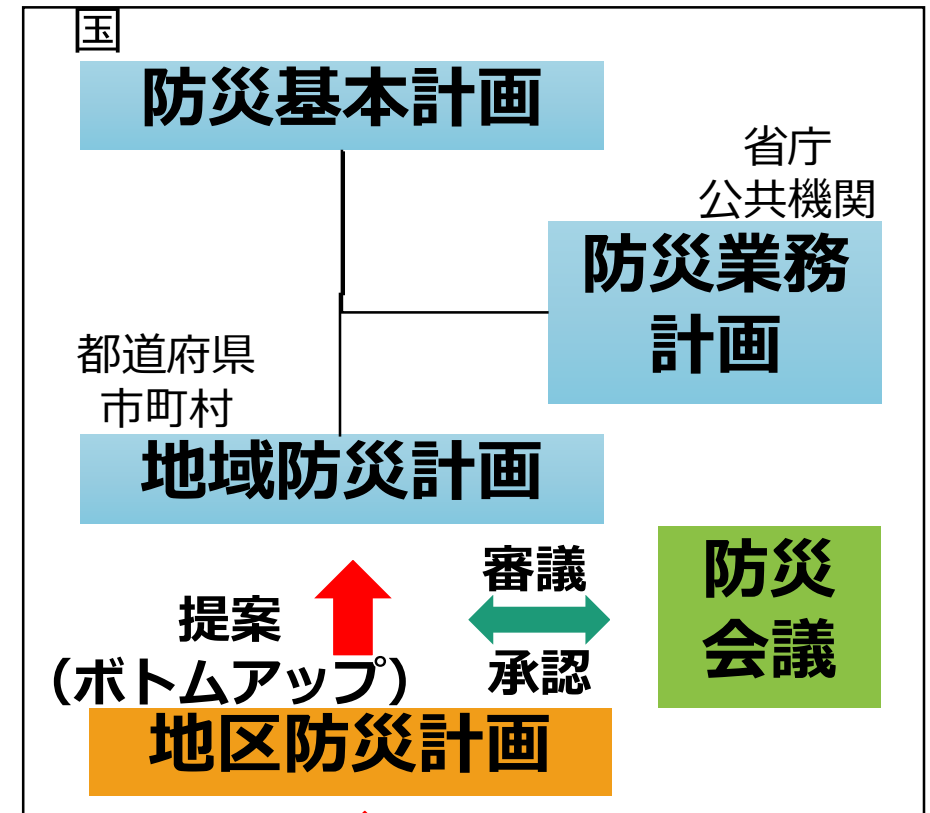 国
防災基本計画
省庁
公共機関
防災業務
計画
都道府県
市町村
地域防災計画
審議
承認
防災
会議
提案
（ボトムアップ）
地区防災計画